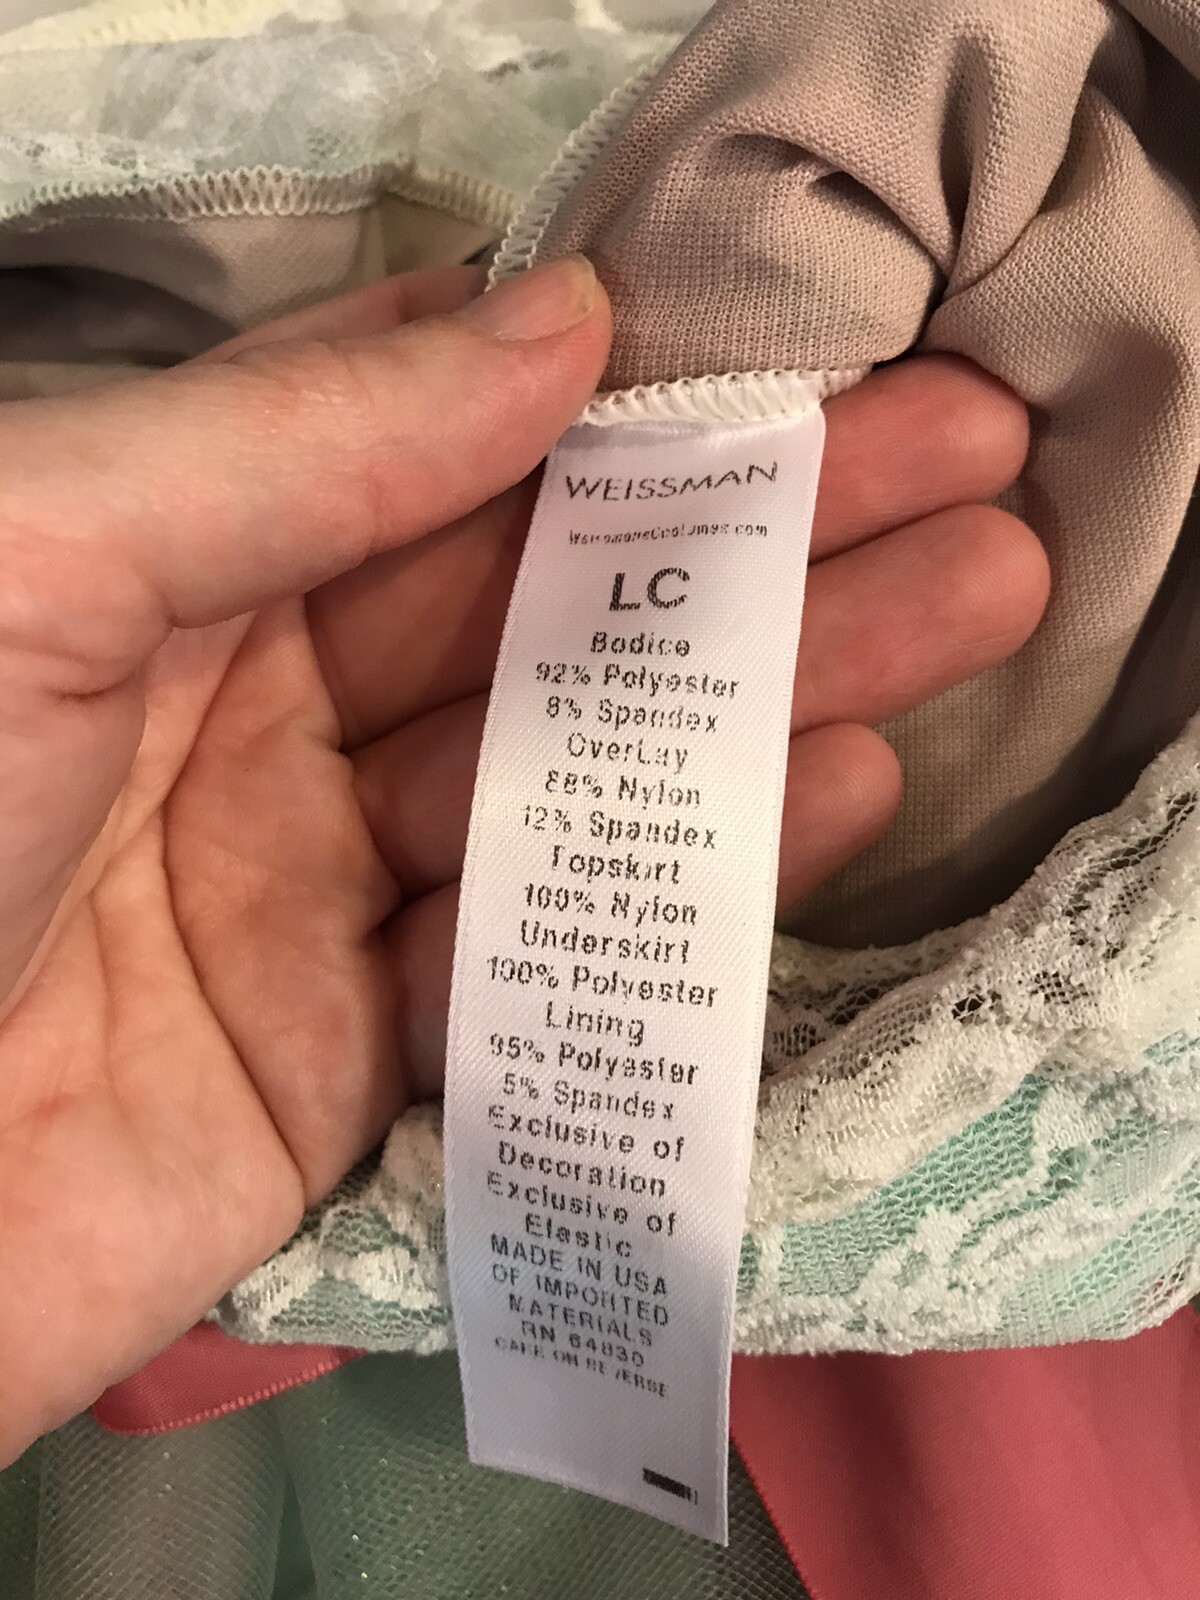 WEISSMAN
WeissmansCostumes.com
LC
Bodice
92% Polyester
8% Spandex
OverLay
88% Nylon
12% Spandex
Topskirt
100% Nylon
Underskirt
100% Polyester
Lining
95% Polyester
5% Spandex
Exclusive of
Decoration
Exclusive of
Elastic
MADE IN USA
OF IMPORTED
MATERIALS
RN 64830
CARE ON REVERSE